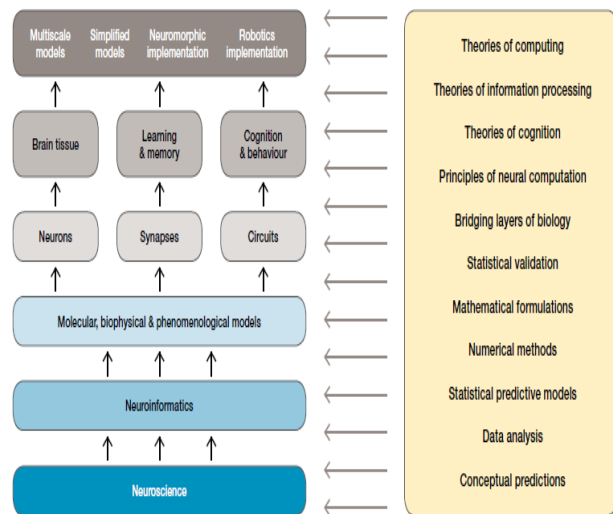 Multiscale Simplified Neuromorphic Robotics
models models implementation implementation
Brain tissue
Learning
& memory
Cognition
& behaviour
Neurons
Synapses
Circuits
Molecular, biophysical & phenomenological models
Neuroinformatics
Neuroscience
Theories of computing
Theories of information processing
Theories of cognition
Principles of neural computation
Bridging layers of biology
Statistical validation
Mathematical formulations
Numerical methods
Statistical predictive models
Data analysis
Conceptual predictions